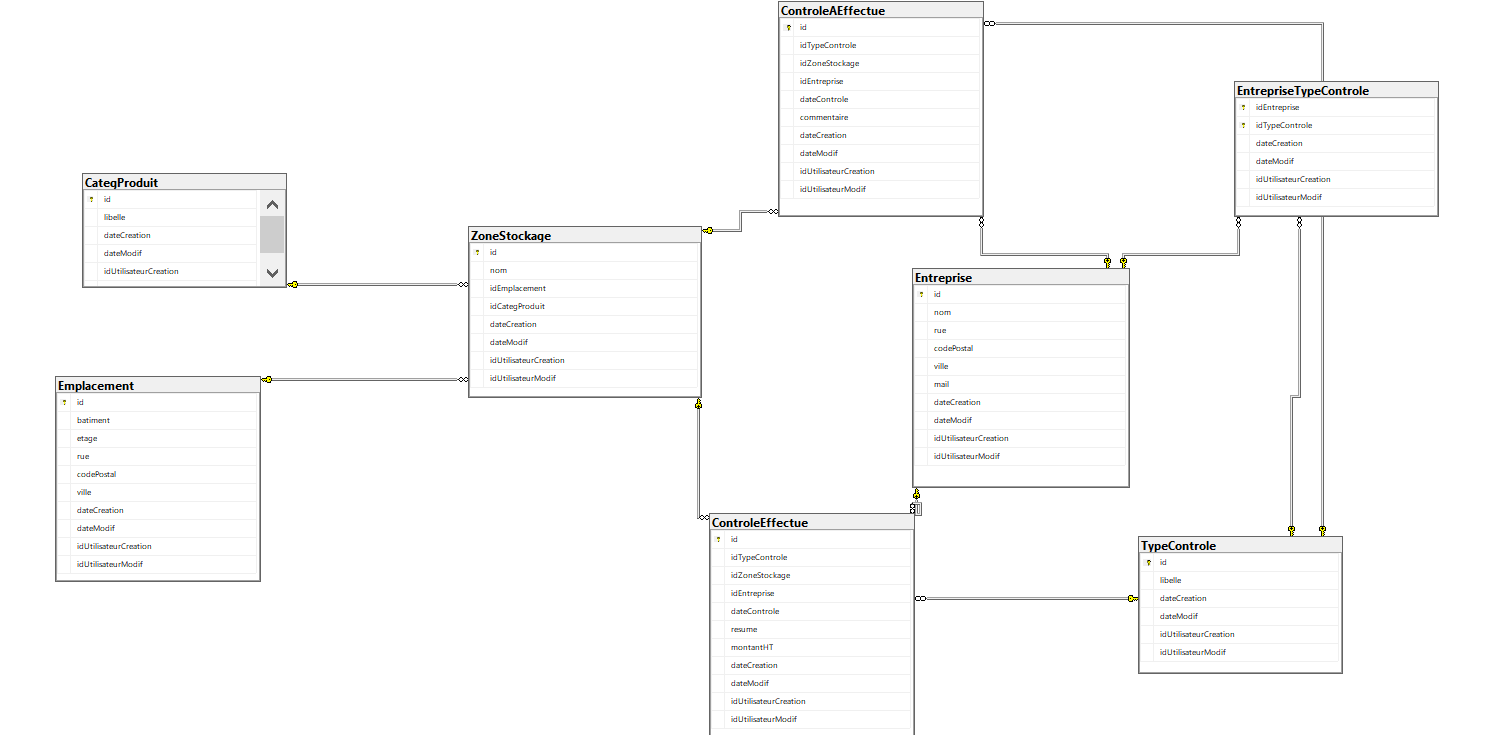 ControleAEffectue
id
idTypeControle
idZoneStockage
idEntreprise
dateControle
commentaire
dateCreation
dateModif
idUtilisateurCreation
idUtilisateurModif
EntrepriseTypeControle
idEntreprise
idTypeControle
dateCreation
dateModif
idUtilisateurCreation
idUtilisateurModif
CategProduit
id
libelle
dateCreation
dateModif
idUtilisateurCreation
ZoneStockage
id
nom
idEmplacement
idCategProduit
dateCreation
dateModif
idUtilisateurCreation
idUtilisateurModif
Entreprise
id
nom
rue
codePostal
ville
mail
dateCreation
dateModif
idUtilisateurCreation
idUtilisateurModif
Emplacement
id
batiment
etage
rue
codePostal
ville
dateCreation
dateModif
idUtilisateurCreation
idUtilisateurModif
ControleEffectue
id
idTypeControle
idZoneStockage
idEntreprise
dateControle
resume
montantHT
dateCreation
dateModif
idUtilisateurCreation
idUtilisateurModif
TypeControle
id
libelle
dateCreation
dateModif
idUtilisateurCreation
idUtilisateurModif